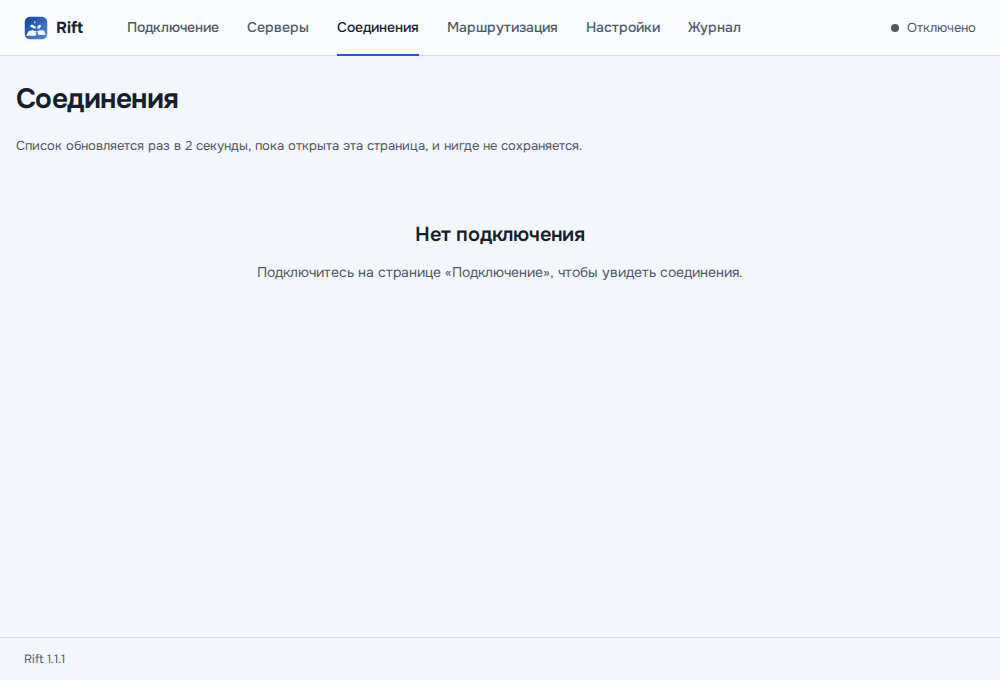 Rift
Подключение
Серверы
Соединения
Маршрутизация
Настройки
Журнал
Отключено
Соединения
Список обновляется раз в 2 секунды, пока открыта эта страница, и нигде не сохраняется.
Нет подключения
Подключитесь на странице «Подключение», чтобы увидеть соединения.
Rift 1.1.1